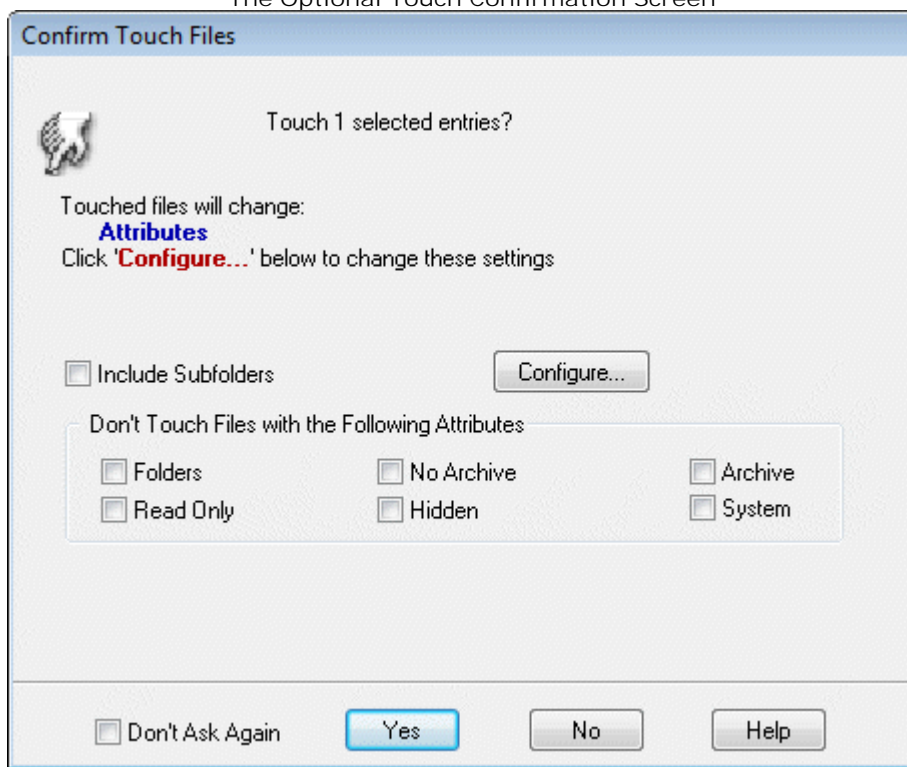 The Optional Touch Confirmation Screen
Confirm Touch Files
Touch 1 selected entries?
Touched files will change:
Attributes
Click 'Configure...' below to change these settings
Include Subfolders
Configure...
Don't Touch Files with the Following Attributes
Folders
No Archive
Archive
Read Only
Hidden
System
Don't Ask Again
Yes
No
Help